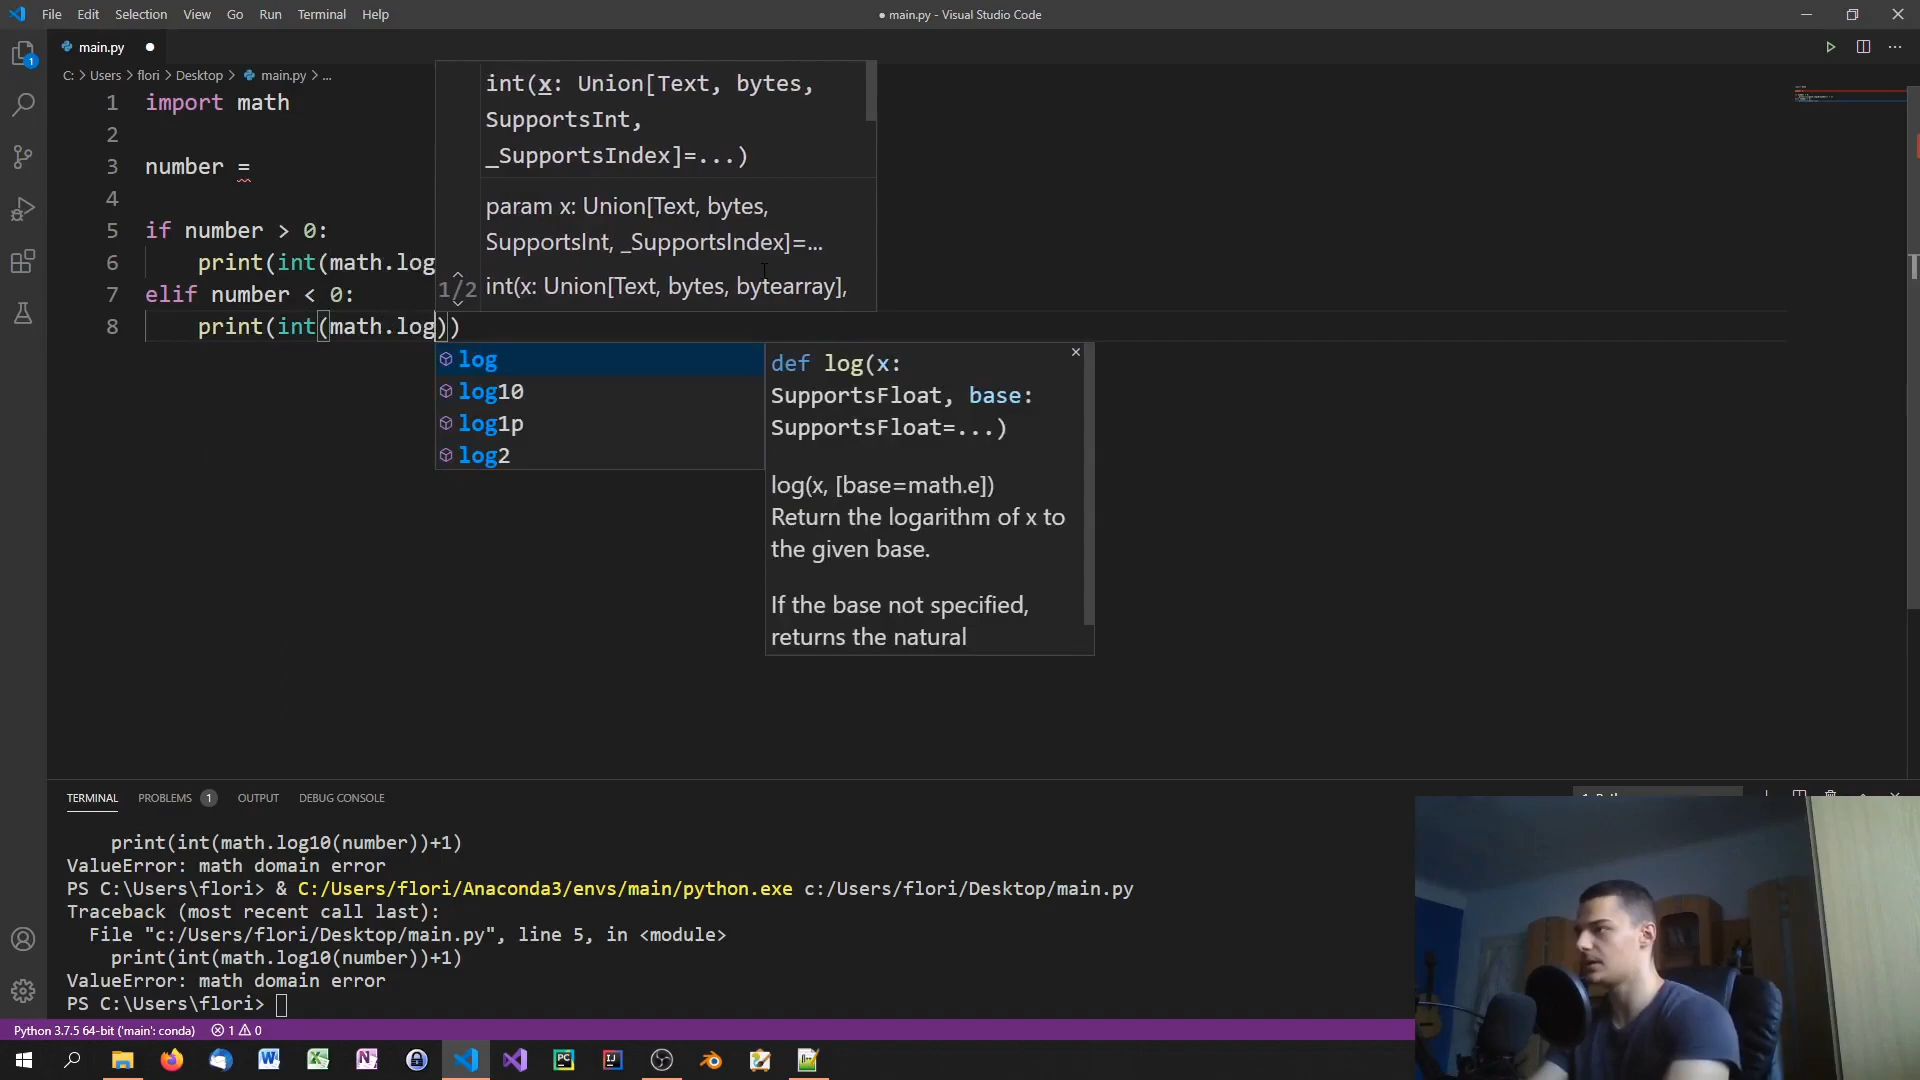 File Edit Selection View Go Run Terminal Help
● main.py - Visual Studio Code
main.py
C: > Users > flori > Desktop > main.py > ...
1 import math
2
3 number =
4
5 if number > 0:
6 print(int(math.log
7 elif number < 0:
8 print(int(math.log))
int(x: Union[Text, bytes,
SupportsInt,
_SupportsIndex]=...)
param x: Union[Text, bytes,
SupportsInt, _SupportsIndex]=...
1/2
int(x: Union[Text, bytes, bytearray],
log
log10
log1p
log2
def log(x:
SupportsFloat, base:
SupportsFloat=...)
log(x, [base=math.e])
Return the logarithm of x to
the given base.
If the base not specified,
returns the natural
TERMINAL PROBLEMS 1 OUTPUT DEBUG CONSOLE
print(int(math.log10(number))+1)
ValueError: math domain error
PS C:\Users\flori> & C:/Users/flori/Anaconda3/envs/main/python.exe c:/Users/flori/Desktop/main.py
Traceback (most recent call last):
File "c:/Users/flori/Desktop/main.py", line 5, in <module>
print(int(math.log10(number))+1)
ValueError: math domain error
PS C:\Users\flori>
Python 3.7.5 64-bit ('main': conda) 1 0